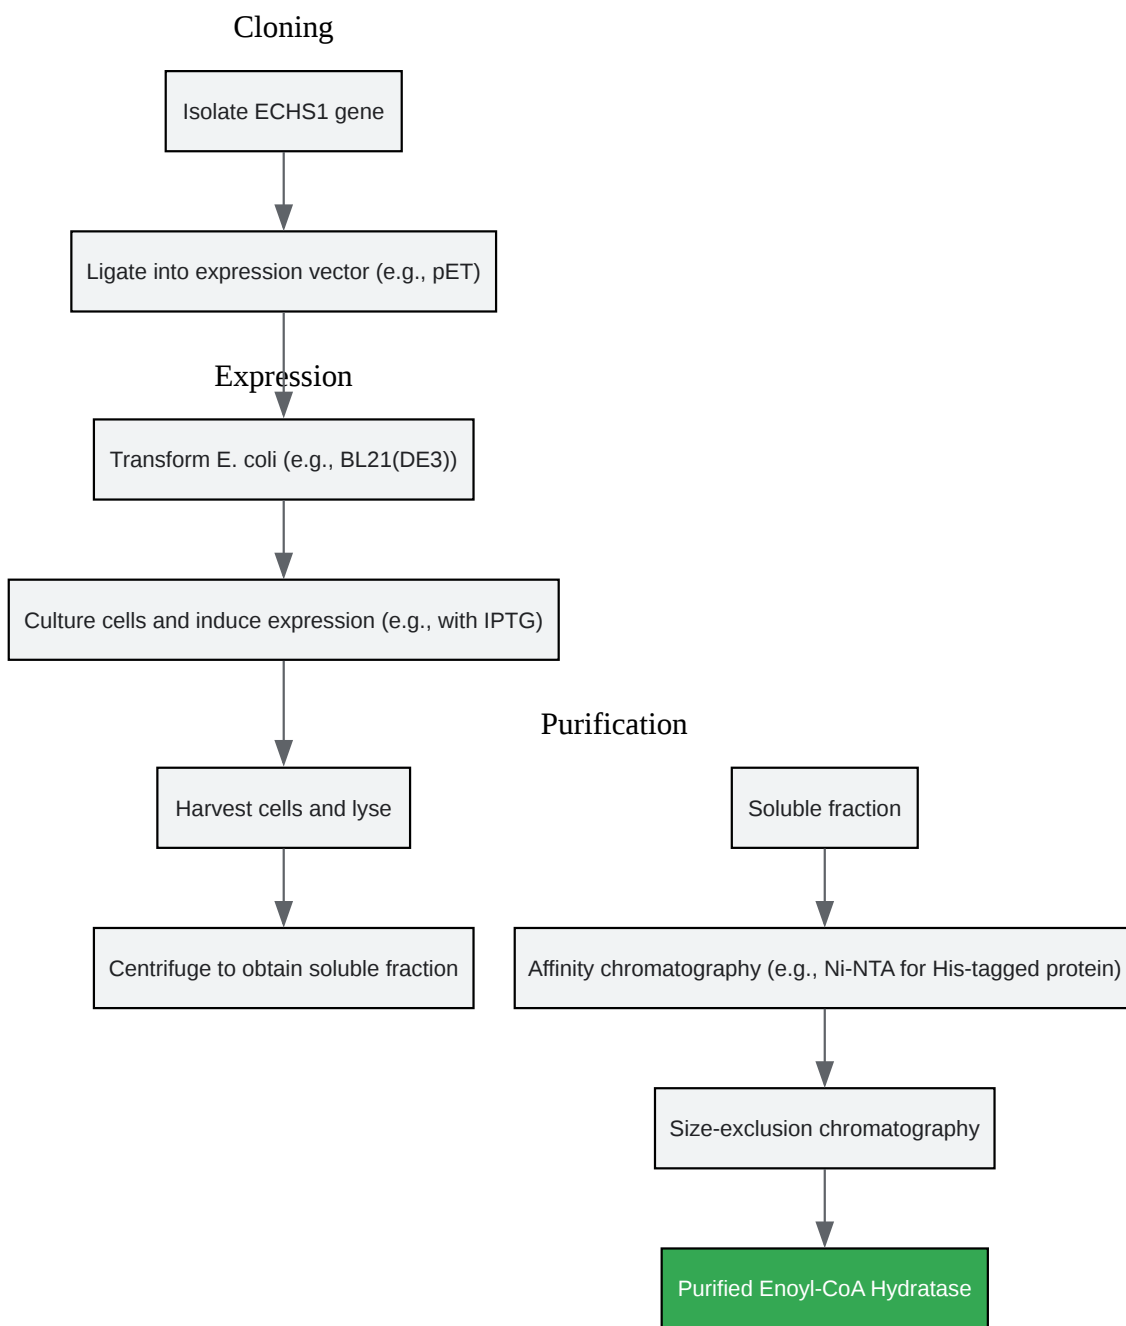 Cloning
Isolate ECHS1 gene
Ligate into expression vector (e.g., pET)
Expression
Transform E. coli (e.g., BL21(DE3))
Culture cells and induce expression (e.g., with IPTG)
Purification
Harvest cells and lyse
Centrifuge to obtain soluble fraction
Soluble fraction
Affinity chromatography (e.g., Ni-NTA for His-tagged protein)
Size-exclusion chromatography
Purified Enoyl-CoA Hydratase